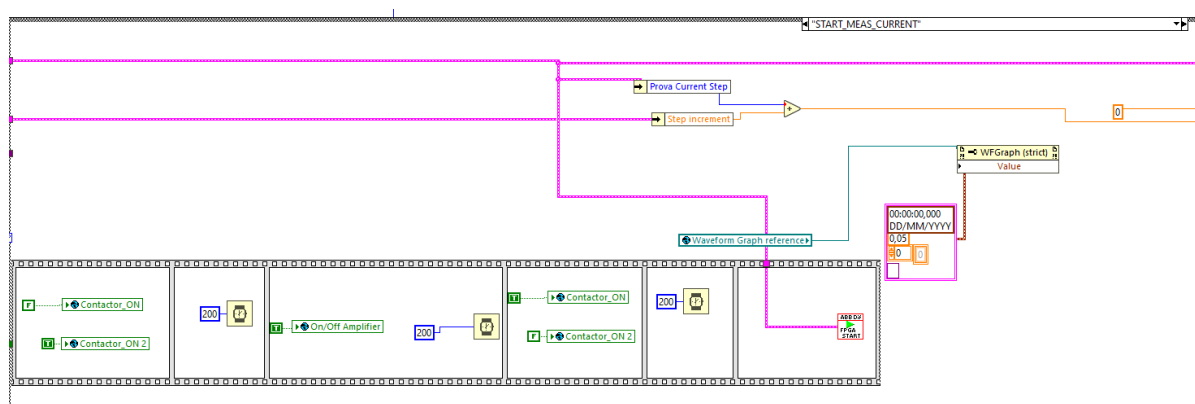 "START_MEAS_CURRENT"
Prova Current Step
Step increment
0
WFGraph (strict)
Value
00:00:00,000
DD/MM/YYYY
0,05
0
0
Waveform Graph reference
F
Contactor_ON
T
Contactor_ON 2
200
T
On/Off Amplifier
200
T
Contactor_ON
F
Contactor_ON 2
200
FPGA
START